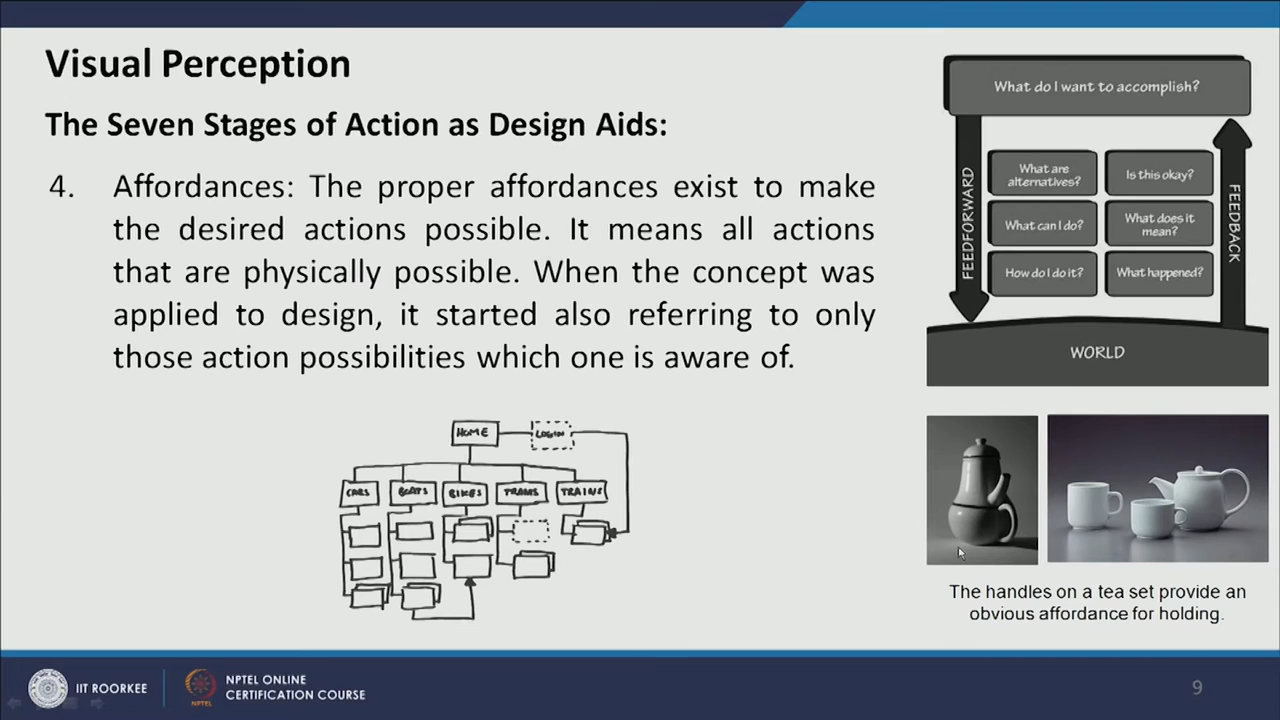 Visual Perception
The Seven Stages of Action as Design Aids:
4. Affordances: The proper affordances exist to make
the desired actions possible. It means all actions
that are physically possible. When the concept was
applied to design, it started also referring to only
those action possibilities which one is aware of.
HOME
LOGIN
CARS
BOATS
BIKES
TRAMS
TRAINS
What do I want to accomplish?
FEEDFORWARD
What are
alternatives?
Is this okay?
What can I do?
What does it
mean?
How do I do it?
What happened?
FEEDBACK
WORLD
The handles on a tea set provide an
obvious affordance for holding.
IIT ROORKEE
NPTEL
NPTEL ONLINE
CERTIFICATION COURSE
9